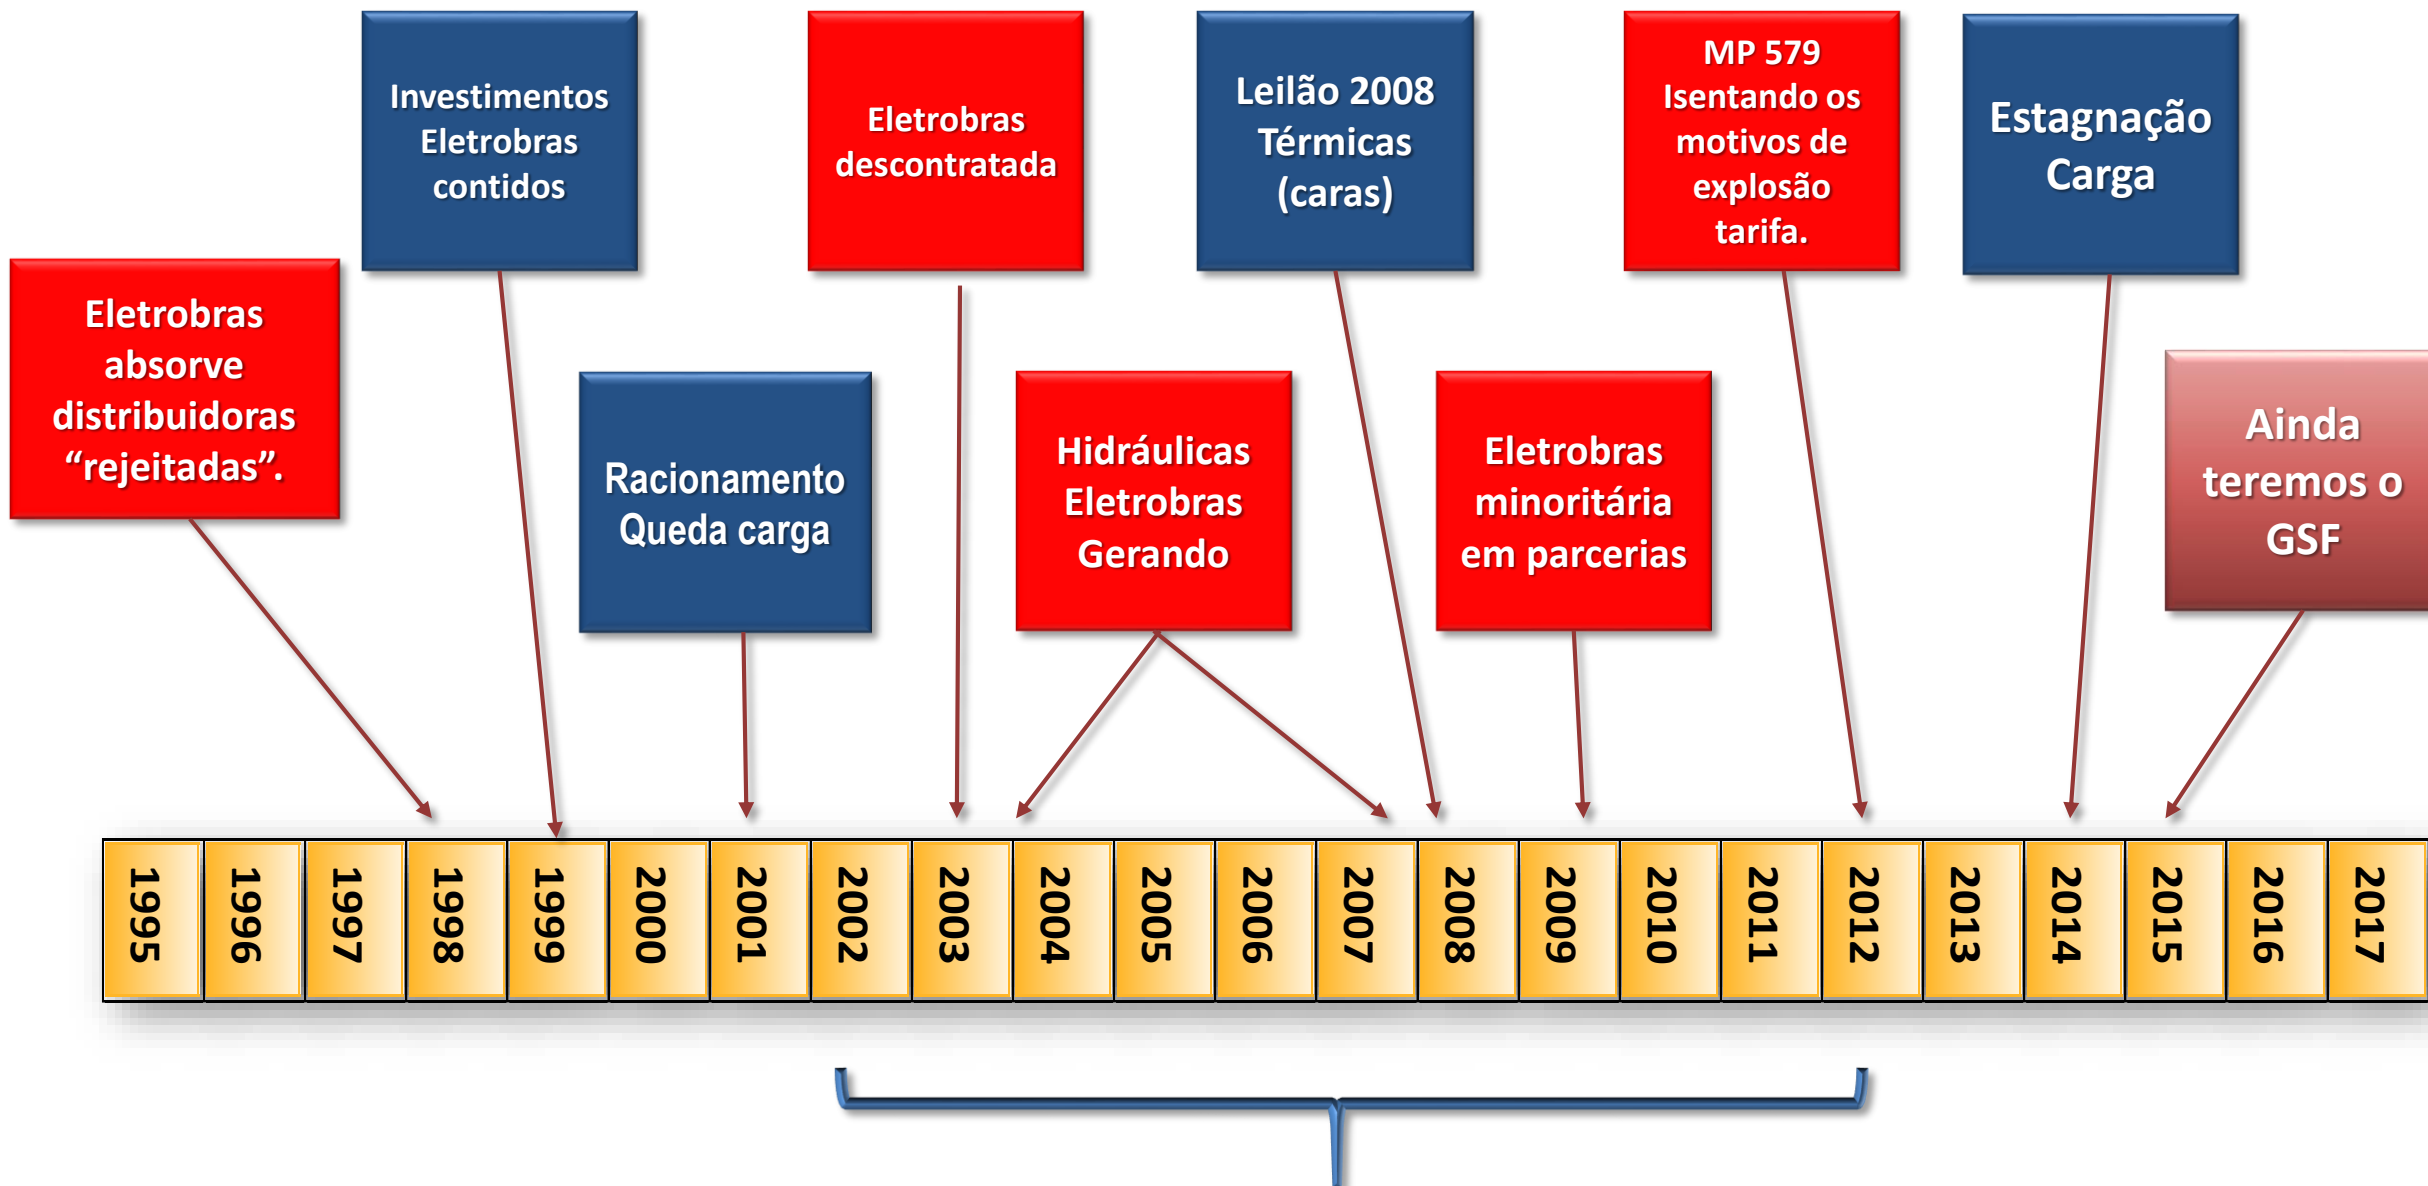 Investimentos
Eletrobras
contidos
Eletrobras
descontratada
Leilão 2008
Térmicas
(caras)
MP 579
Isentando os
motivos de
explosão
tarifa.
Estagnação
Carga
Eletrobras
absorve
distribuidoras
“rejeitadas”.
Racionamento
Queda carga
Hidráulicas
Eletrobras
Gerando
Eletrobras
minoritária
em parcerias
Ainda
teremos o
GSF
1995
1996
1997
1998
1999
2000
2001
2002
2003
2004
2005
2006
2007
2008
2009
2010
2011
2012
2013
2014
2015
2016
2017